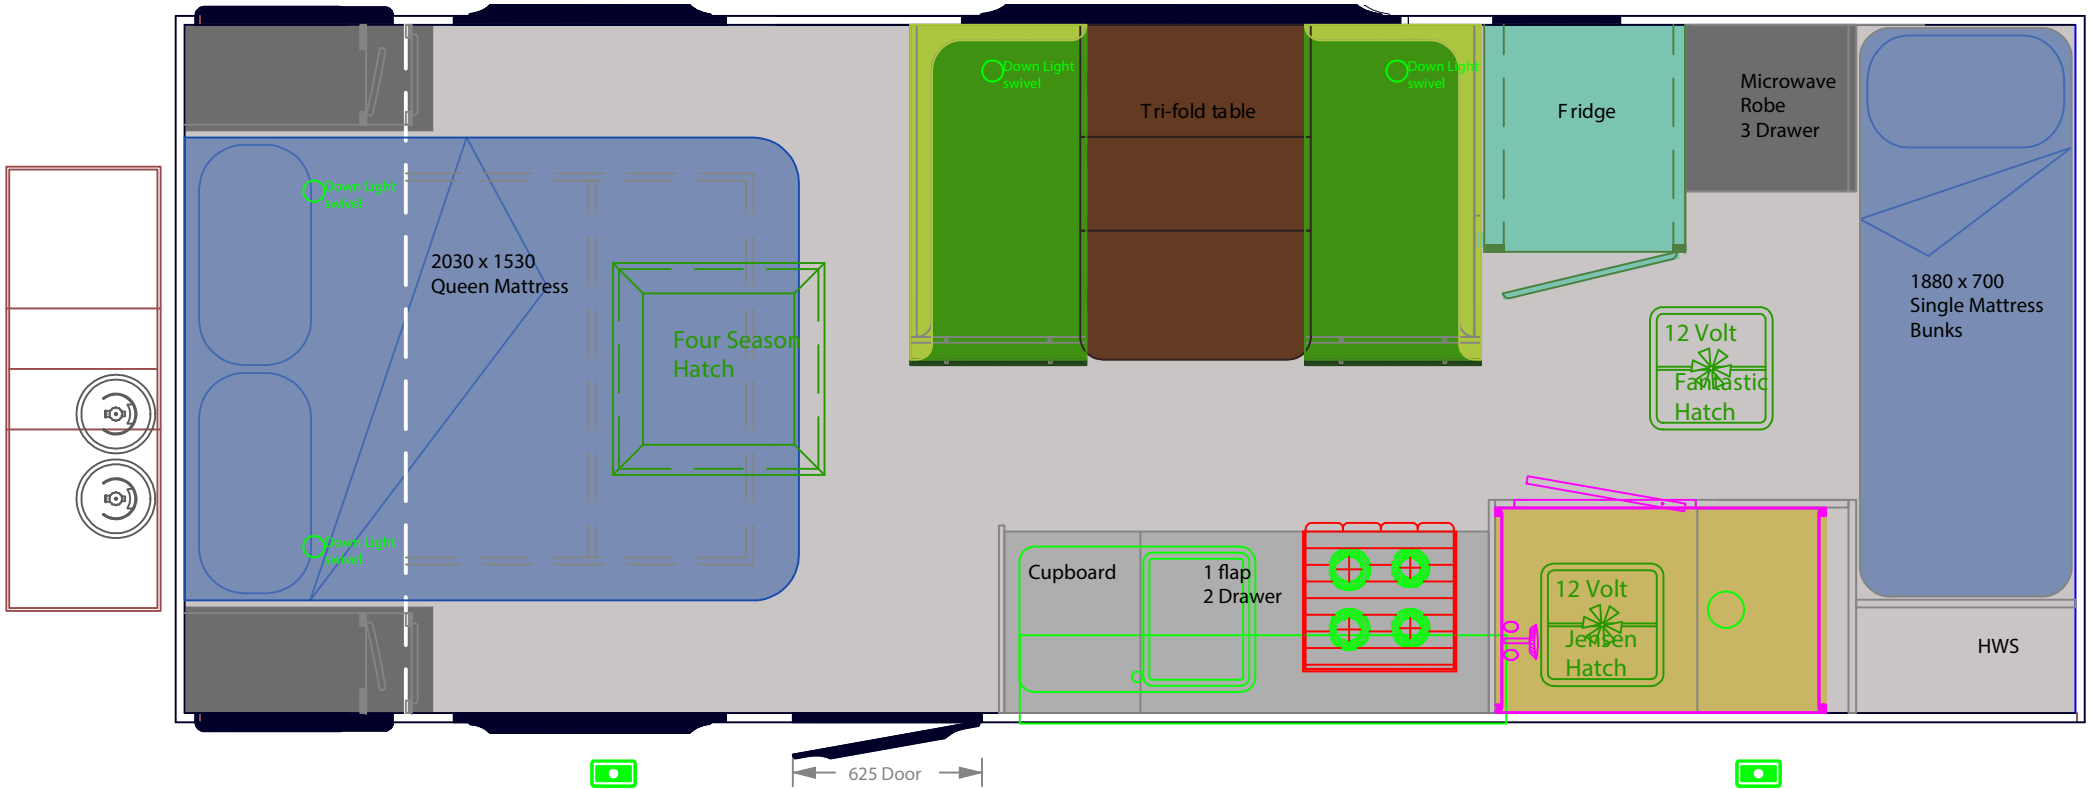 Down Light
swivel
2030 x 1530
Queen Mattress
Four Season
Hatch
Down Light
swivel
Down Light
swivel
Tri-fold table
Down Light
swivel
Fridge
Microwave
Robe
3 Drawer
12 Volt
Fantastic
Hatch
1880 x 700
Single Mattress
Bunks
Cupboard
1 flap
2 Drawer
12 Volt
Jensen
Hatch
HWS
625 Door